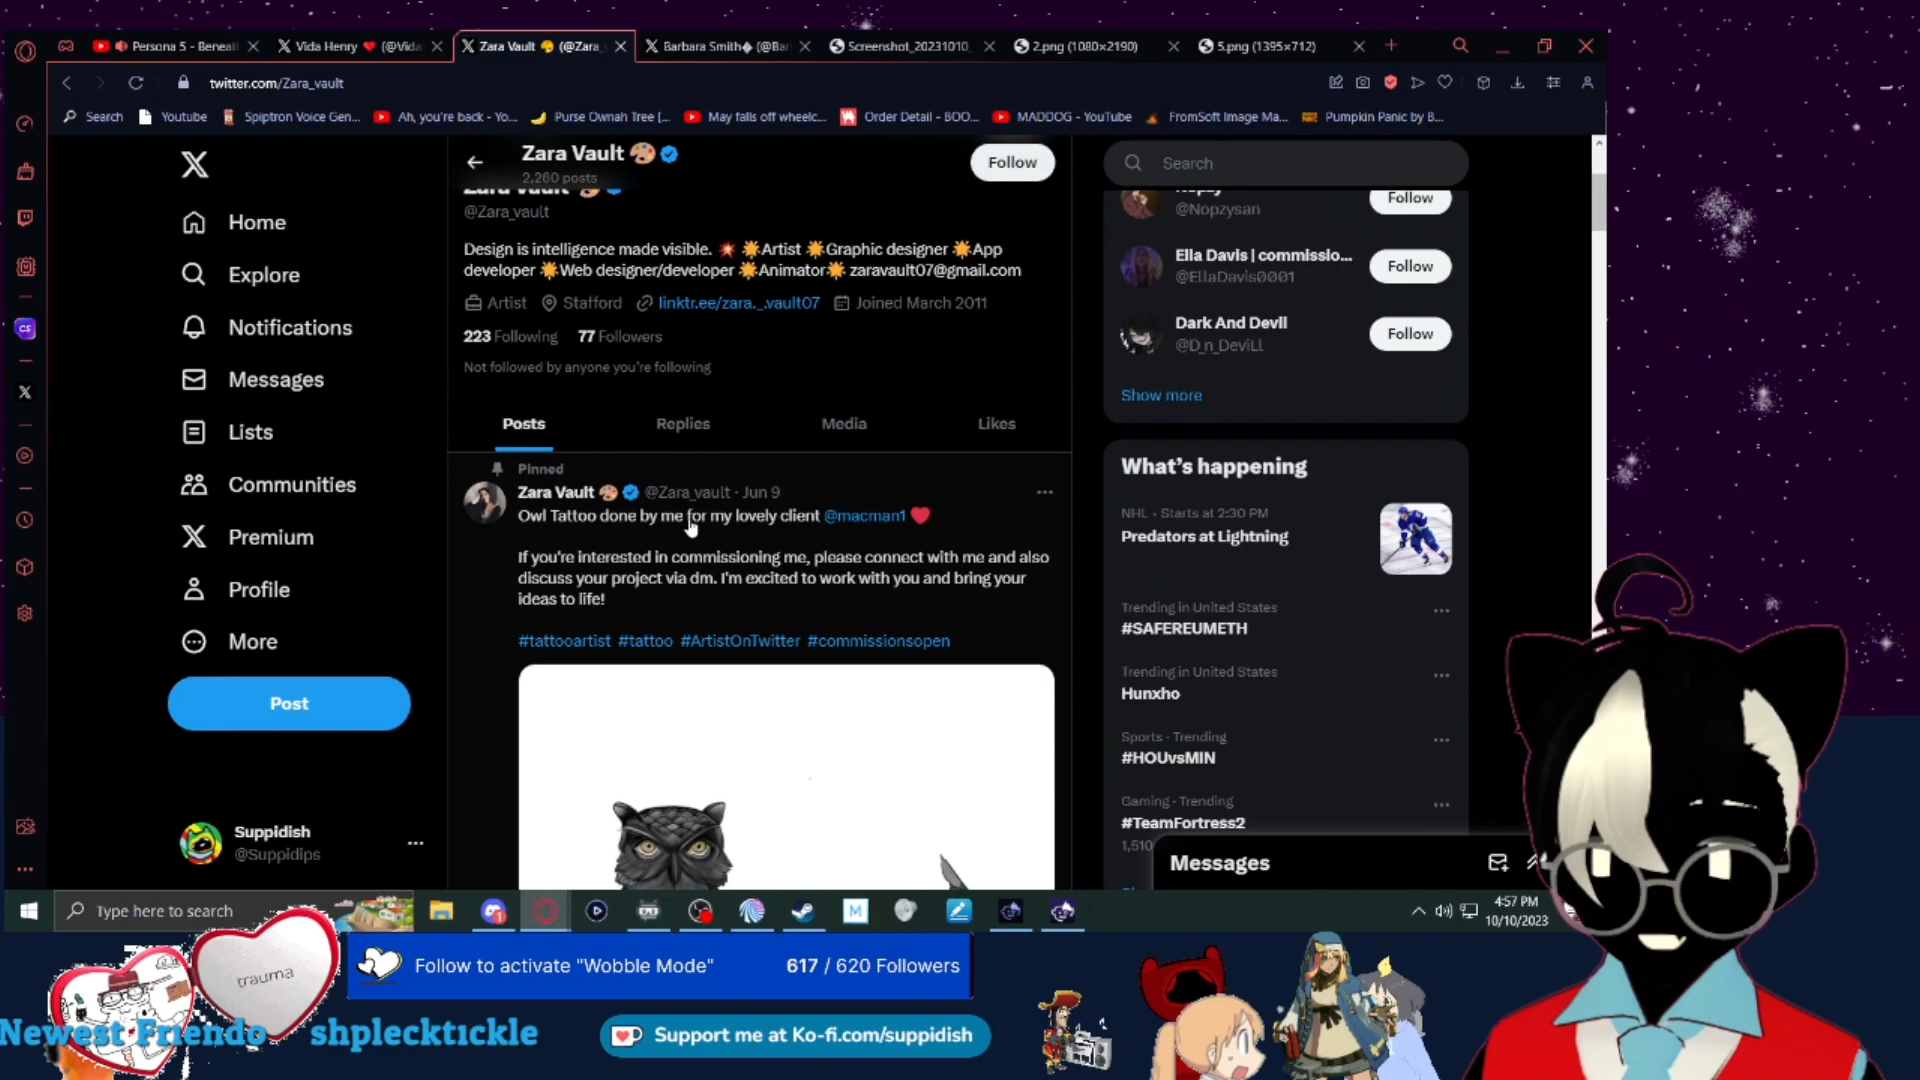 Persona 5 - Beneat
Vida Henry (@Vida
Zara Vault (@Zara_
Barbara Smith (@Bar
Screenshot_20231010_
2.png (1080×2190)
5.png (1395×712)
twitter.com/Zara_vault
Search
Youtube
Spiptron Voice Gen...
Ah, you're back - Yo...
Purse Ownah Tree [...
May falls off wheelc...
Order Detail - BOO...
MADDOG - YouTube
FromSoft Image Ma...
Pumpkin Panic by B...
Home
Explore
Notifications
Messages
Lists
Communities
Premium
Profile
More
Post
Suppidish
@Suppidips
Zara Vault
2,260 posts
Follow
Zara Vault
@Zara_vault
Design is intelligence made visible. 💥 🌟Artist 🌟Graphic designer 🌟App
developer 🌟Web designer/developer 🌟Animator🌟 zaravault07@gmail.com
Artist Stafford linktr.ee/zara._.vault07 Joined March 2011
223 Following 77 Followers
Not followed by anyone you're following
Posts Replies Media Likes
Pinned
Zara Vault @Zara_vault · Jun 9
Owl Tattoo done by me for my lovely client @macman1 ❤️
If you're interested in commissioning me, please connect with me and also
discuss your project via dm. I'm excited to work with you and bring your
ideas to life!
#tattooartist #tattoo #ArtistOnTwitter #commissionsopen
Search
Nopzy
@Nopzysan
Follow
Ella Davis | commissio...
@EllaDavis0001
Follow
Dark And Devil
@D_n_DeviLl
Follow
Show more
What's happening
NHL · Starts at 2:30 PM
Predators at Lightning
Trending in United States
#SAFEREUMETH
Trending in United States
Hunxho
Sports · Trending
#HOUvsMIN
Gaming · Trending
#TeamFortress2
1,510
Messages
Type here to search
4:57 PM
10/10/2023
trauma
Follow to activate "Wobble Mode" 617 / 620 Followers
Newest Friendo shpleckt1ckle
Support me at Ko-fi.com/suppidish